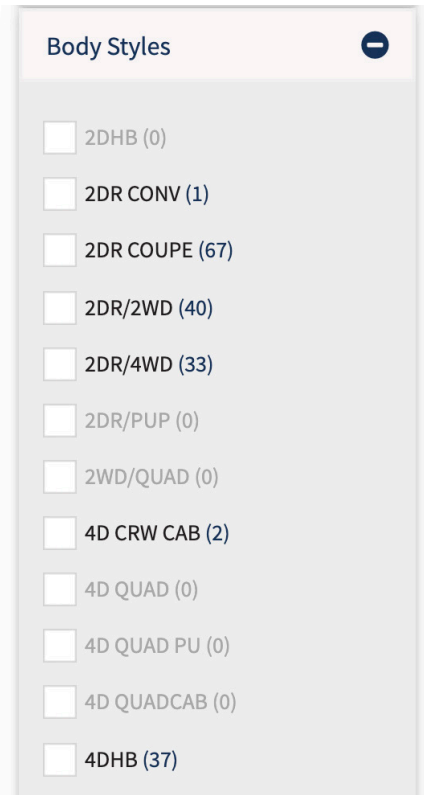 Body Styles
2DHB (0)
2DR CONV (1)
2DR COUPE (67)
2DR/2WD (40)
2DR/4WD (33)
2DR/PUP (0)
2WD/QUAD (0)
4D CRW CAB (2)
4D QUAD (0)
4D QUAD PU (0)
4D QUADCAB (0)
4DHB (37)